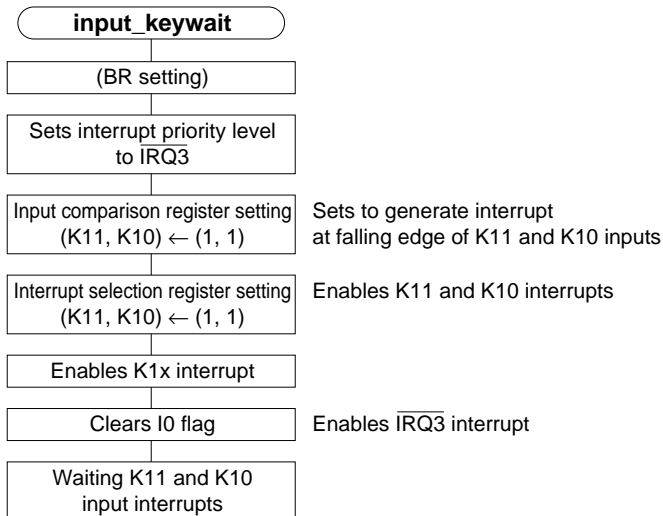 input_keywait
(BR setting)
Sets interrupt priority level
to IRQ3
Input comparison register setting
(K11, K10) ← (1, 1)
Sets to generate interrupt
at falling edge of K11 and K10 inputs
Interrupt selection register setting
(K11, K10) ← (1, 1)
Enables K11 and K10 interrupts
Enables K1x interrupt
Clears I0 flag
Enables IRQ3 interrupt
Waiting K11 and K10
input interrupts